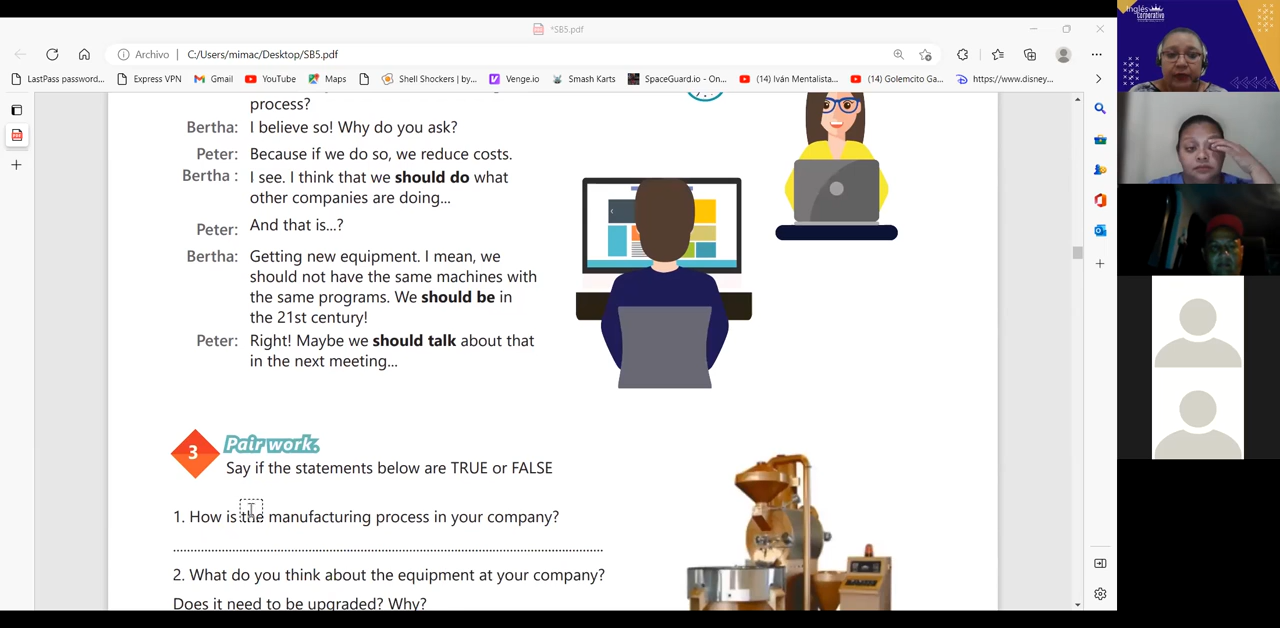 *SB5.pdf
Archivo
C:/Users/mimac/Desktop/SB5.pdf
LastPass password...
Express VPN
Gmail
YouTube
Maps
Shell Shockers | by...
Venge.io
Smash Karts
SpaceGuard.io - On...
(14) Iván Mentalista...
(14) Golemcito Ga...
https://www.disney...
Inglés
Corporativo
process?
Bertha: I believe so! Why do you ask?
Peter: Because if we do so, we reduce costs.
Bertha : I see. I think that we should do what
other companies are doing...
Peter: And that is...?
Bertha: Getting new equipment. I mean, we
should not have the same machines with
the same programs. We should be in
the 21st century!
Peter: Right! Maybe we should talk about that
in the next meeting...
3 Pair work.
Say if the statements below are TRUE or FALSE
1. How is the manufacturing process in your company?
2. What do you think about the equipment at your company?
Does it need to be upgraded? Why?